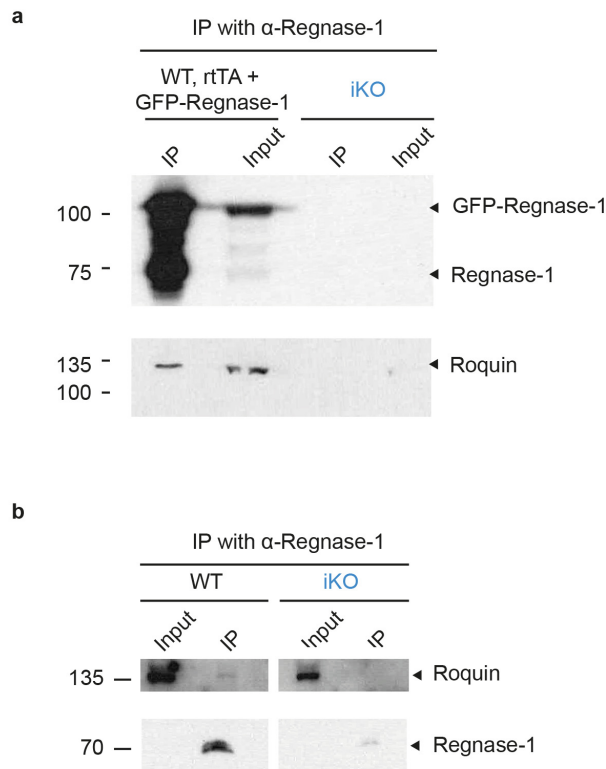 a
IP with α-Regnase-1
WT, rtTA +
GFP-Regnase-1
iKO
IP
Input
IP
Input
100
GFP-Regnase-1
75
Regnase-1
135
Roquin
100
b
IP with α-Regnase-1
WT
iKO
Input
IP
Input
IP
135
Roquin
70
Regnase-1